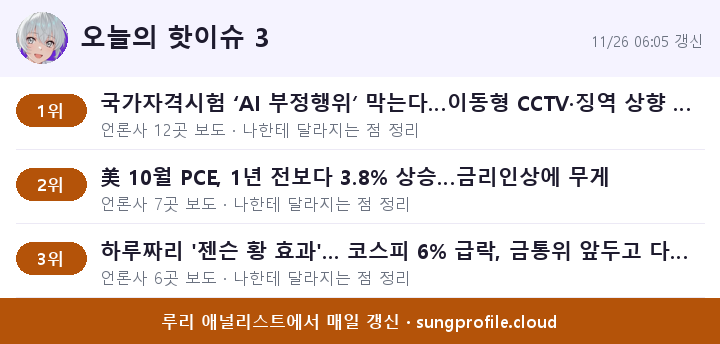 오늘의 핫이슈 3
11/26 06:05 갱신
1위
국가자격시험 ‘AI 부정행위’ 막는다…이동형 CCTV·징역 상향 …
언론사 12곳 보도 · 나한테 달라지는 점 정리
2위
美 10월 PCE, 1년 전보다 3.8% 상승…금리인상에 무게
언론사 7곳 보도 · 나한테 달라지는 점 정리
3위
하루짜리 '젠슨 황 효과'… 코스피 6% 급락, 금통위 앞두고 다…
언론사 6곳 보도 · 나한테 달라지는 점 정리
루리 애널리스트에서 매일 갱신 · sungprofile.cloud